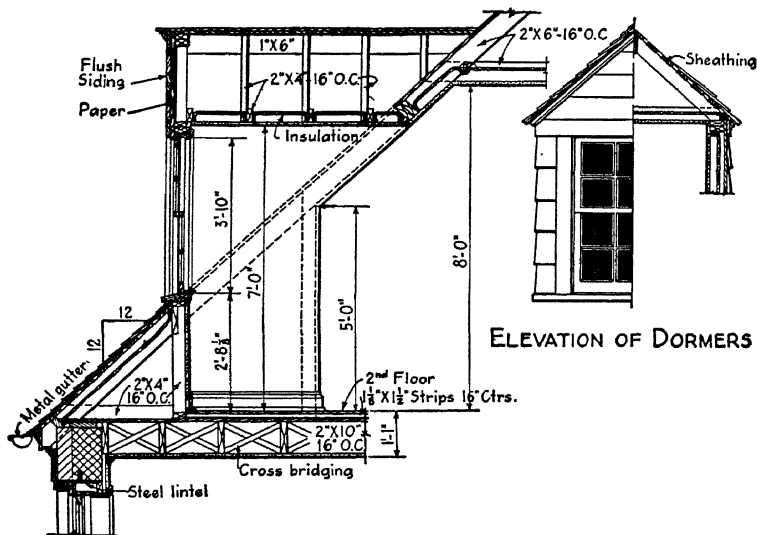 1"X6"
2"X6"-16" O.C
Flush
Siding
2"X4"-16" O.C.
Sheathing
Paper
Insulation
3'-10"
7'-0"
8'-0"
5'-0"
2'-8⅛"
12
12
ELEVATION OF DORMERS
Metal gutter
2"X4"
16" O.C.
2nd Floor
1⅛"X1½" Strips 16" Ctrs.
2"X10"
16" O.C
1'-1"
Cross bridging
Steel lintel